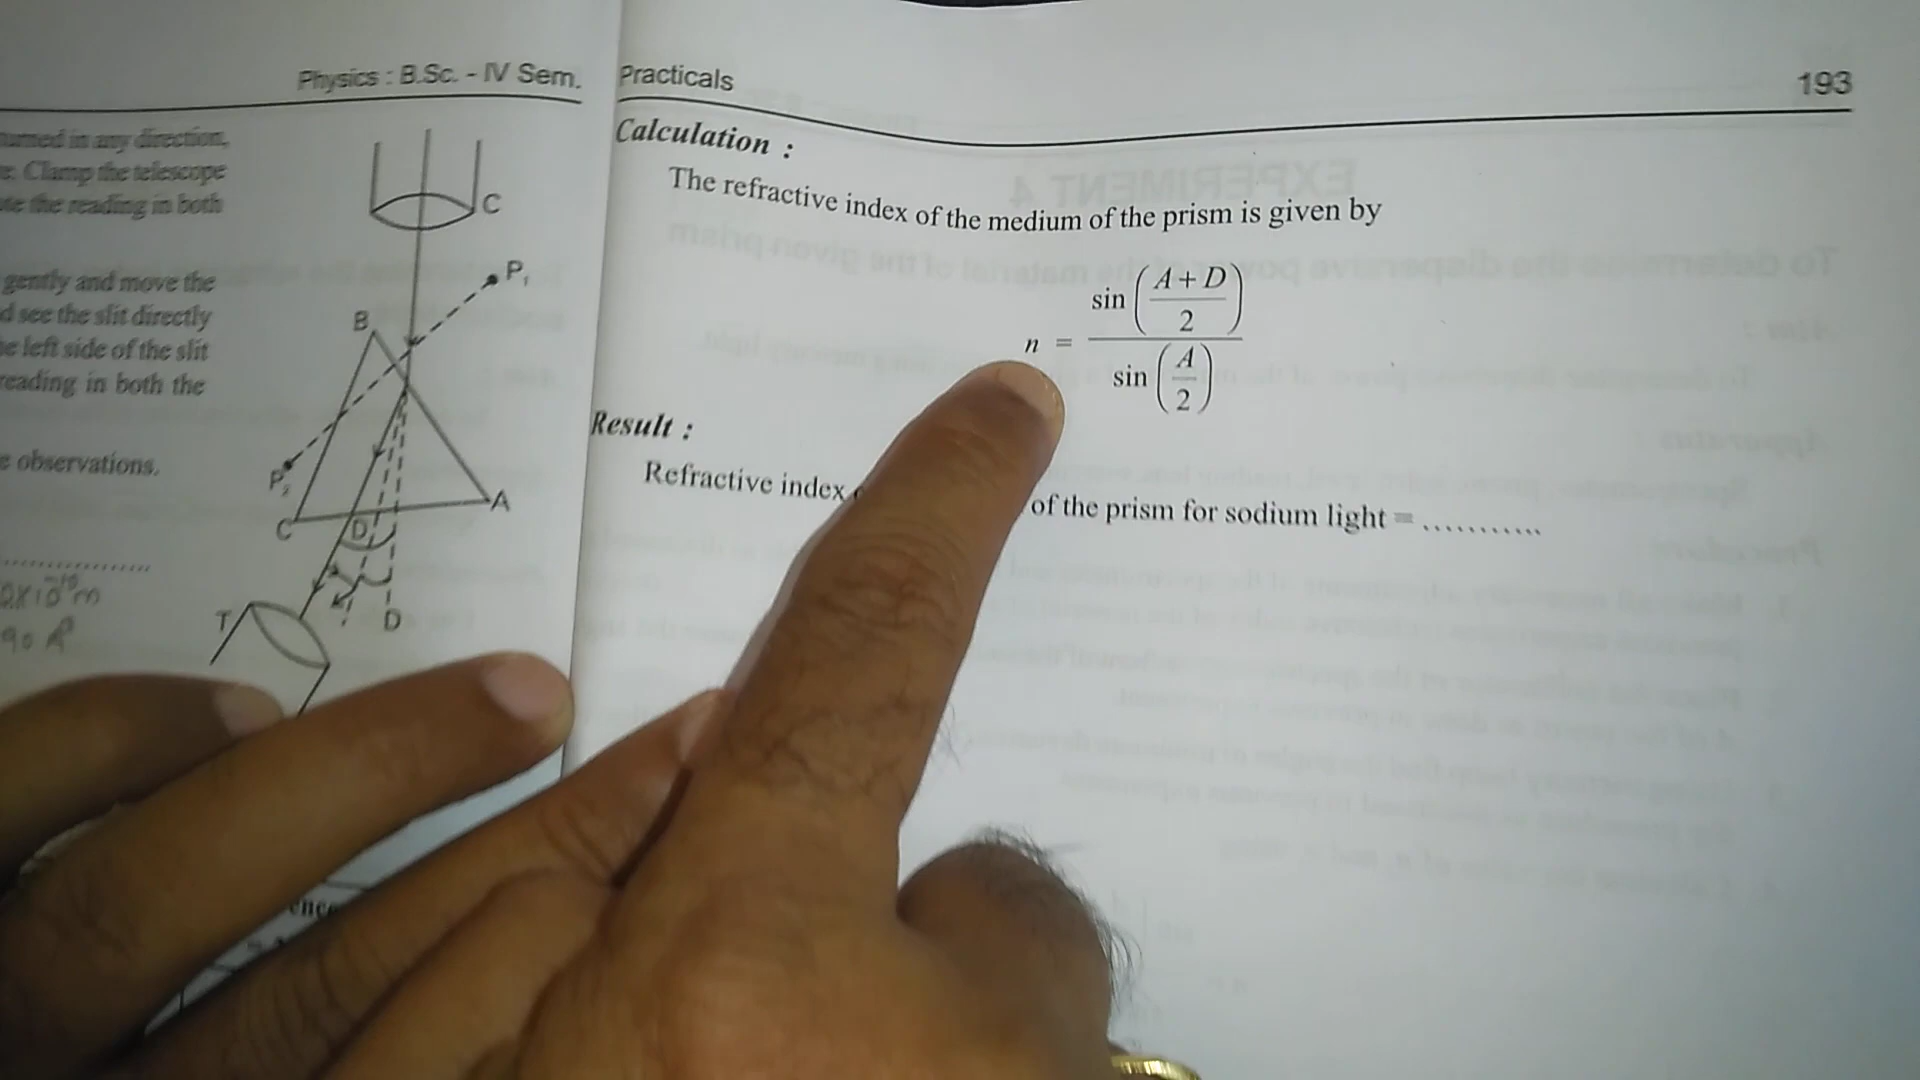 Physics : B.Sc. - IV Sem.
turned in any direction,
Clamp the telescope
the reading in both
gently and move the
see the slit directly
left side of the slit
reading in both the
observations.
C
P₁
B
P₂
C
A
D
T
D
Practicals
193
Calculation :
The refractive index of the medium of the prism is given by
n = sin((A+D)/2) / sin(A/2)
Result :
Refractive index of the prism for sodium light = ...........